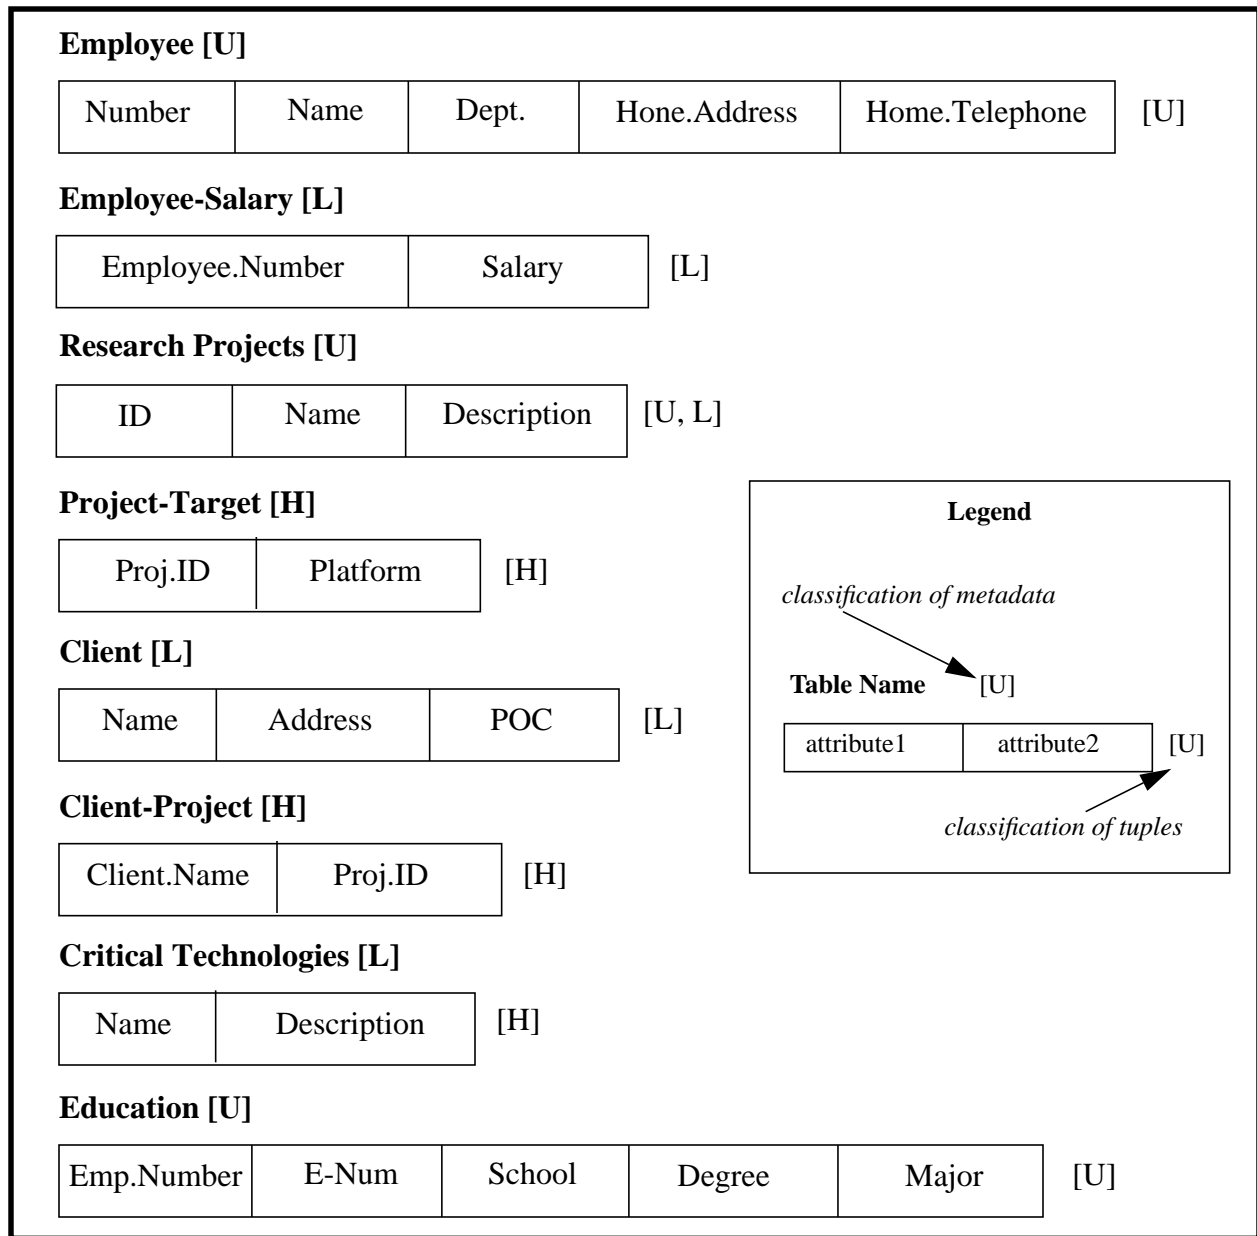 Employee [U]
Number Name Dept. Hone.Address Home.Telephone [U]
Employee-Salary [L]
Employee.Number Salary [L]
Research Projects [U]
ID Name Description [U, L]
Project-Target [H]
Proj.ID Platform [H]
Client [L]
Name Address POC [L]
Client-Project [H]
Client.Name Proj.ID [H]
Critical Technologies [L]
Name Description [H]
Education [U]
Emp.Number E-Num School Degree Major [U]
Legend
classification of metadata
Table Name [U]
attribute1 attribute2 [U]
classification of tuples